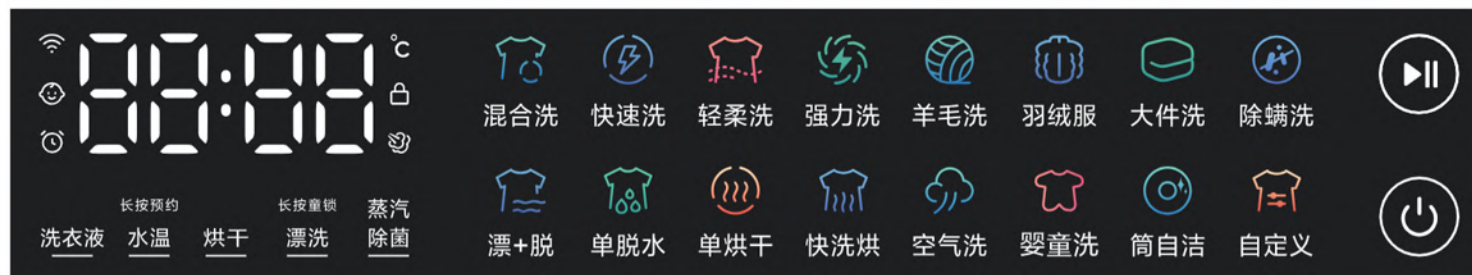 88:88
℃
混合洗 快速洗 轻柔洗 强力洗 羊毛洗 羽绒服 大件洗 除螨洗
长按预约 长按童锁 蒸汽
洗衣液 水温 烘干 漂洗 除菌
漂+脱 单脱水 单烘干 快洗烘 空气洗 婴童洗 筒自洁 自定义